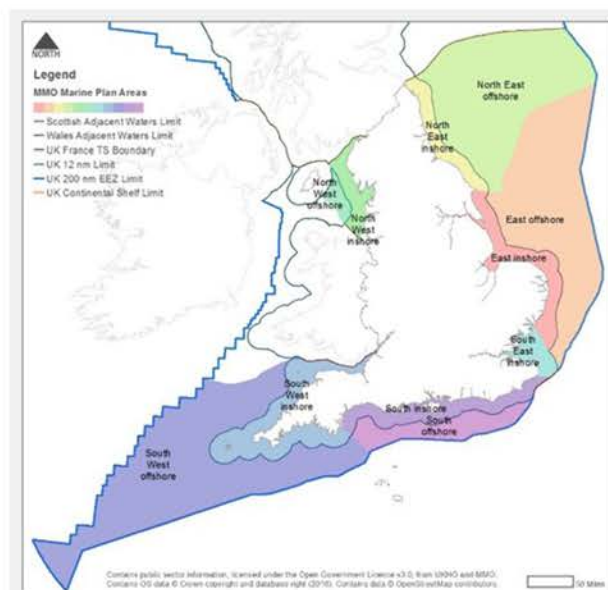 NORTH
Legend
MMO Marine Plan Areas
Scottish Adjacent Waters Limit
Wales Adjacent Waters Limit
UK France TS Boundary
UK 12 nm Limit
UK 200 nm EEZ Limit
UK Continental Shelf Limit
North East
offshore
North
East
inshore
North
West
offshore
North
West
inshore
East offshore
East inshore
South
East
inshore
South
West
inshore
South inshore
South
offshore
South
West
offshore
Contains public sector information, licensed under the Open Government Licence v3.0, from UKHO and MMO.
Contains OS data © Crown copyright and database right (2016). Contains data © OpenStreetMap contributors.
50 Miles